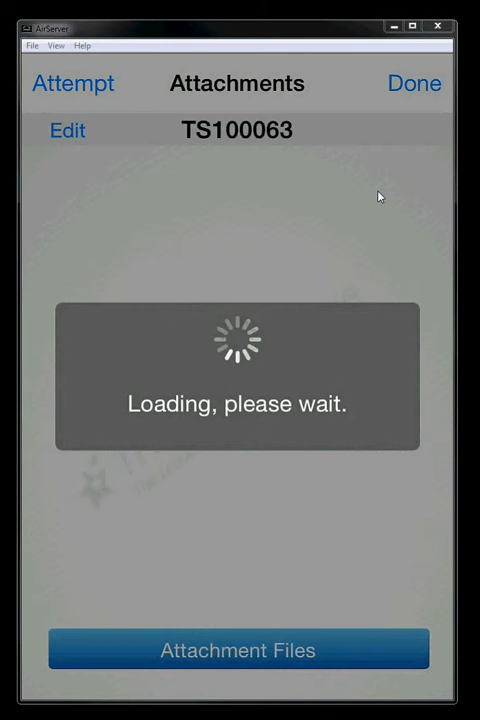 AirServer
File View Help
Attempt Attachments Done
Edit TS100063
Loading, please wait.
Attachment Files